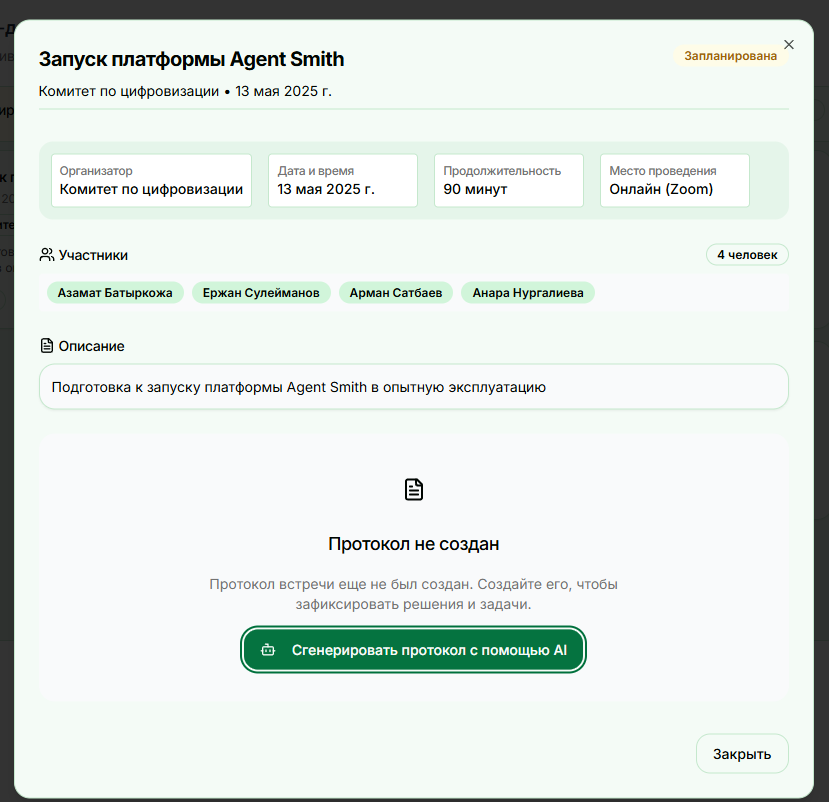 Запуск платформы Agent Smith
Запланирована
Комитет по цифровизации • 13 мая 2025 г.
Организатор
Комитет по цифровизации
Дата и время
13 мая 2025 г.
Продолжительность
90 минут
Место проведения
Онлайн (Zoom)
Участники
4 человек
Азамат Батыркожа
Ержан Сулейманов
Арман Сатбаев
Анара Нургалиева
Описание
Подготовка к запуску платформы Agent Smith в опытную эксплуатацию
Протокол не создан
Протокол встречи еще не был создан. Создайте его, чтобы
зафиксировать решения и задачи.
Сгенерировать протокол с помощью AI
Закрыть